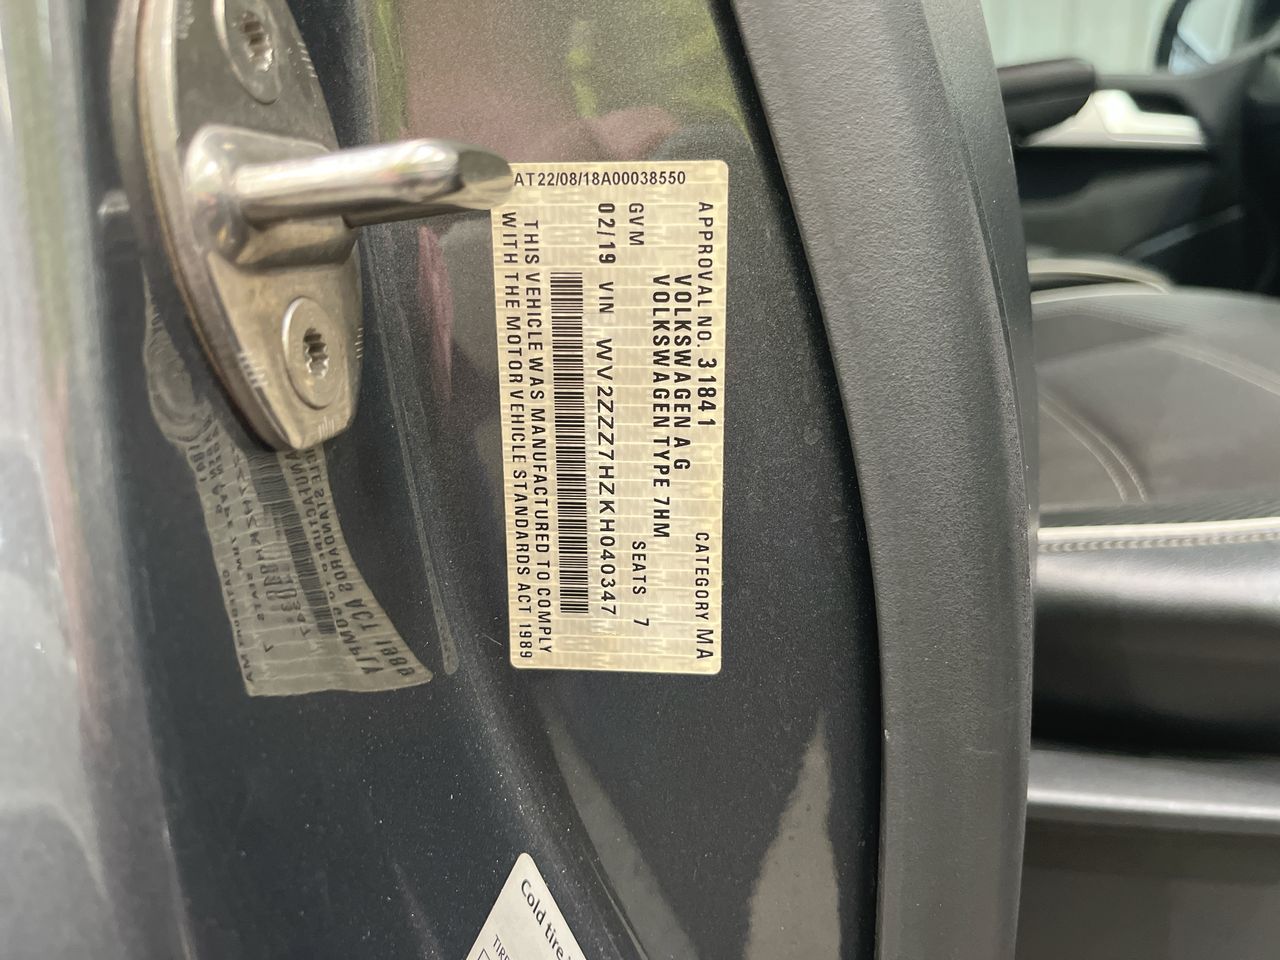 AT22/08/18A00038550
APPROVAL NO. 31841 CATEGORY MA
VOLKSWAGEN AG
VOLKSWAGEN TYPE 7HM
GVM SEATS 7
02/19 VIN WV2ZZZ7HZKH040347
THIS VEHICLE WAS MANUFACTURED TO COMPLY
WITH THE MOTOR VEHICLE STANDARDS ACT 1989
Cold tire